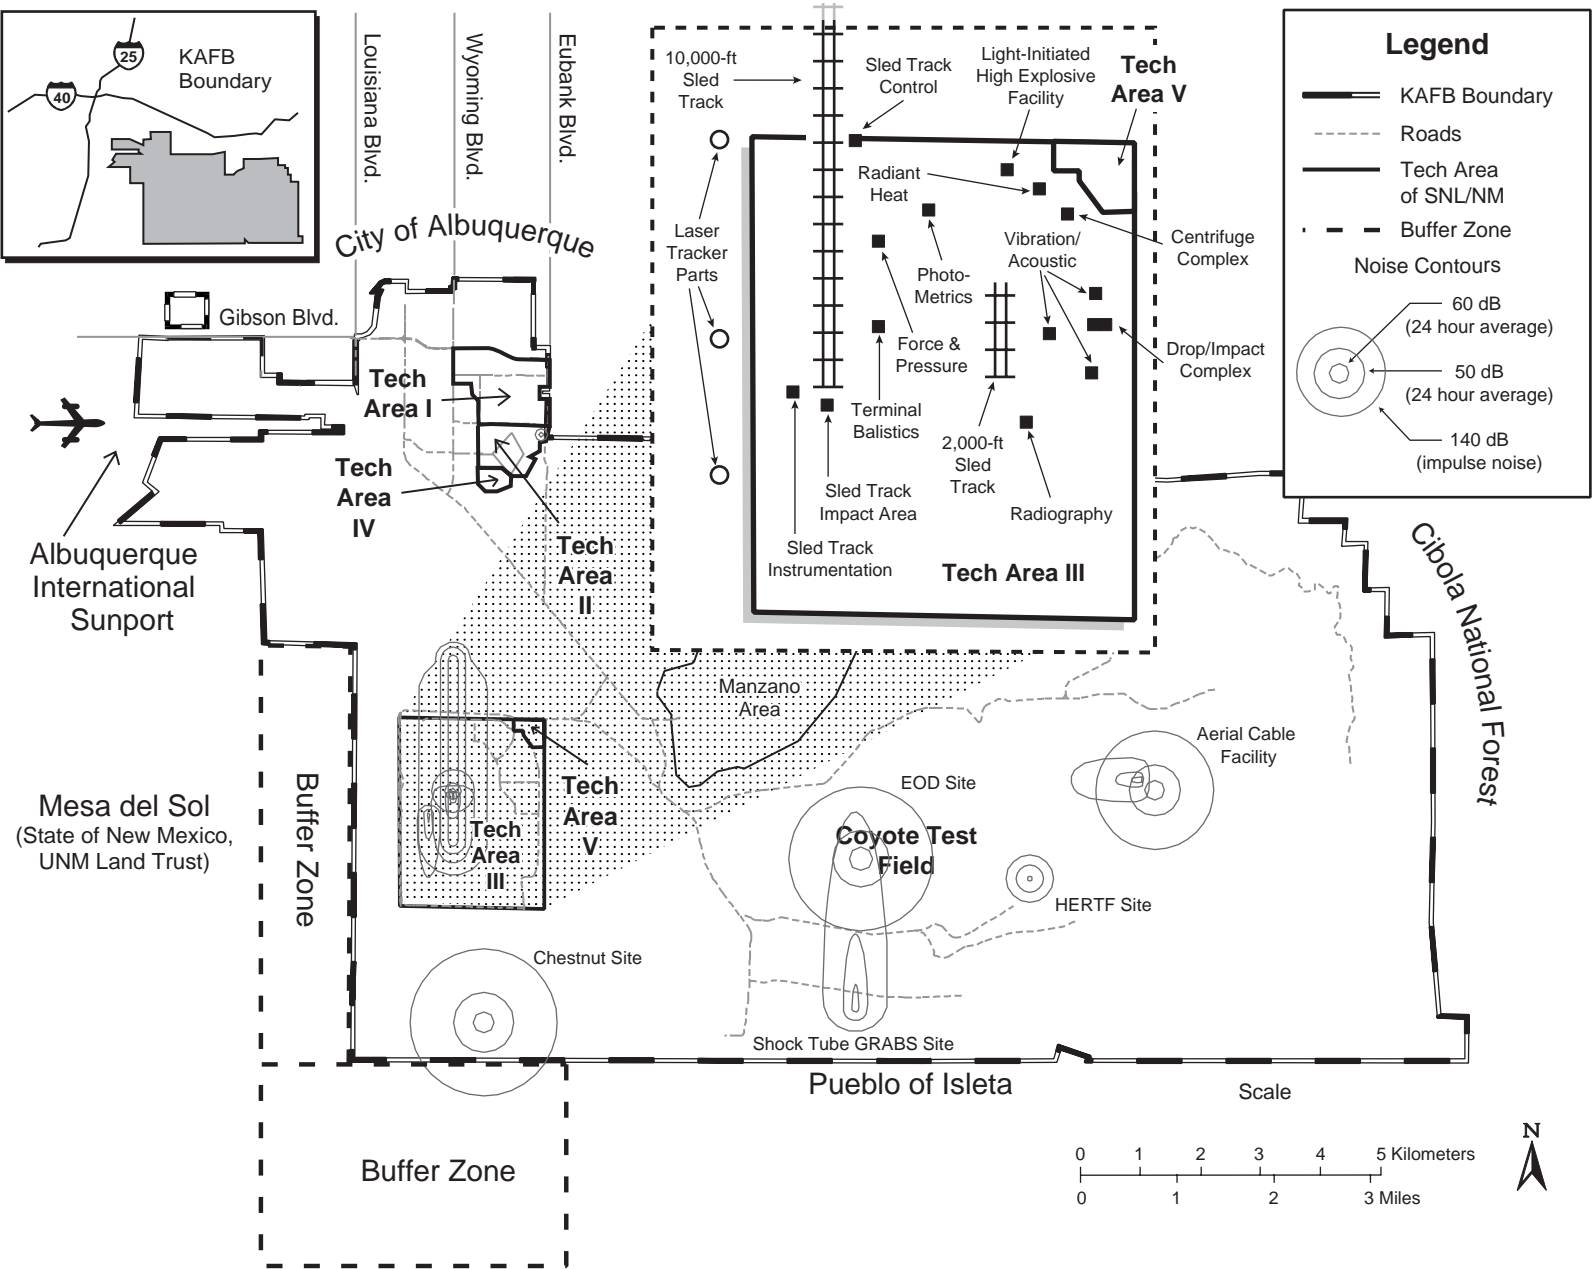 25
40
KAFB
Boundary
Louisiana Blvd.
Wyoming Blvd.
Eubank Blvd.
City of Albuquerque
Gibson Blvd.
Tech
Area I
Tech
Area
IV
Tech
Area
II
Albuquerque
International
Sunport
Mesa del Sol
(State of New Mexico,
UNM Land Trust)
Buffer Zone
Tech
Area
III
Tech
Area
V
Manzano
Area
10,000-ft
Sled
Track
Sled Track
Control
Light-Initiated
High Explosive
Facility
Tech
Area V
Radiant
Heat
Laser
Tracker
Parts
Photo-
Metrics
Vibration/
Acoustic
Centrifuge
Complex
Force &
Pressure
Drop/Impact
Complex
Terminal
Balistics
2,000-ft
Sled
Track
Sled Track
Impact Area
Radiography
Sled Track
Instrumentation
Tech Area III
Legend
KAFB Boundary
Roads
Tech Area
of SNL/NM
Buffer Zone
Noise Contours
60 dB
(24 hour average)
50 dB
(24 hour average)
140 dB
(impulse noise)
Cibola National Forest
Aerial Cable
Facility
EOD Site
Coyote Test
Field
HERTF Site
Chestnut Site
Shock Tube GRABS Site
Pueblo of Isleta
Buffer Zone
Scale
0 1 2 3 4 5 Kilometers
0 1 2 3 Miles
N